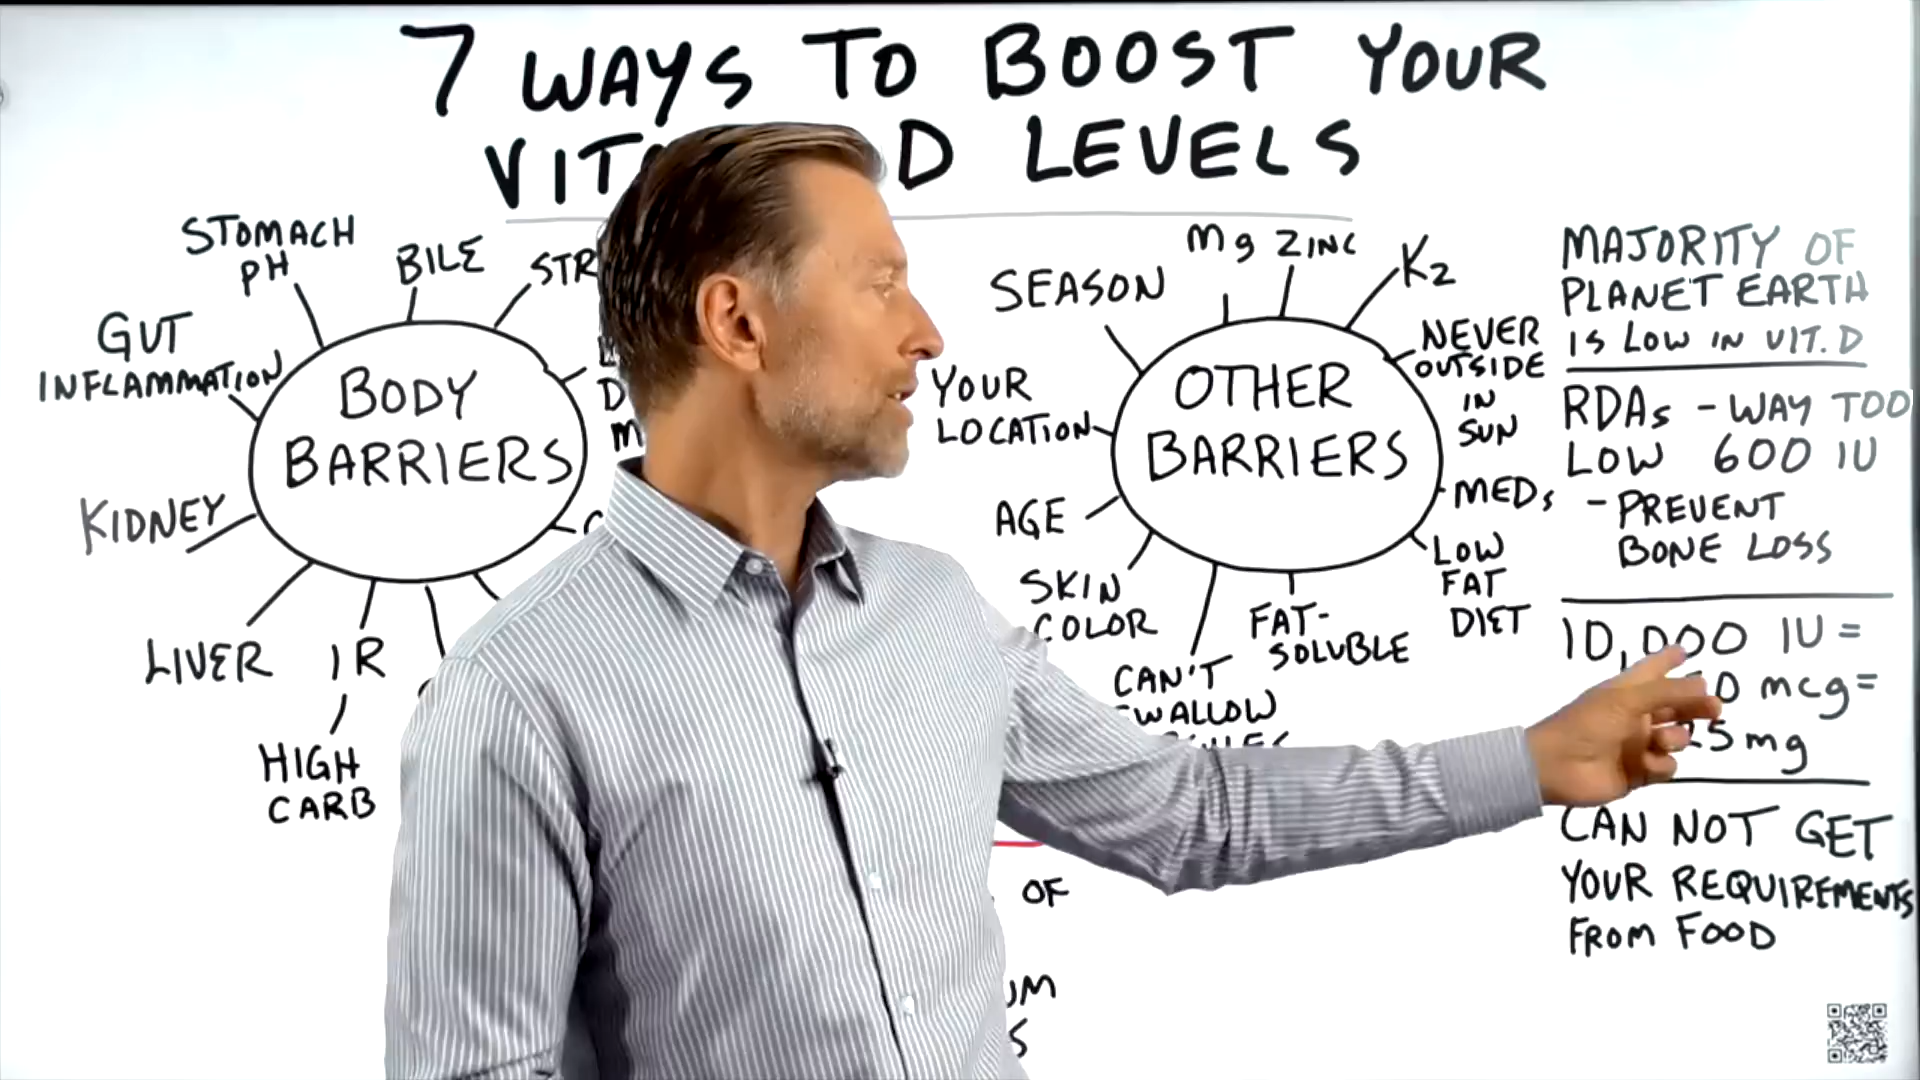 7 WAYS TO BOOST YOUR
D LEVELS
STOMACH
PH
BILE
GUT
INFLAMMATION
BODY
BARRIERS
KIDNEY
LIVER
IR
HIGH
CARB
SEASON
Mg
ZINC
K2
YOUR
LOCATION
OTHER
BARRIERS
NEVER
OUTSIDE
IN
SUN
AGE
MEDs
SKIN
COLOR
LOW
FAT
DIET
FAT-
SOLUBLE
CAN'T
SWALLOW
OF
MAJORITY OF
PLANET EARTH
IS LOW IN VIT. D
RDAs - WAY TOO
LOW 600 IU
- PREVENT
BONE LOSS
10,000 IU =
mcg =
mg
CAN NOT GET
YOUR REQUIREMENTS
FROM FOOD